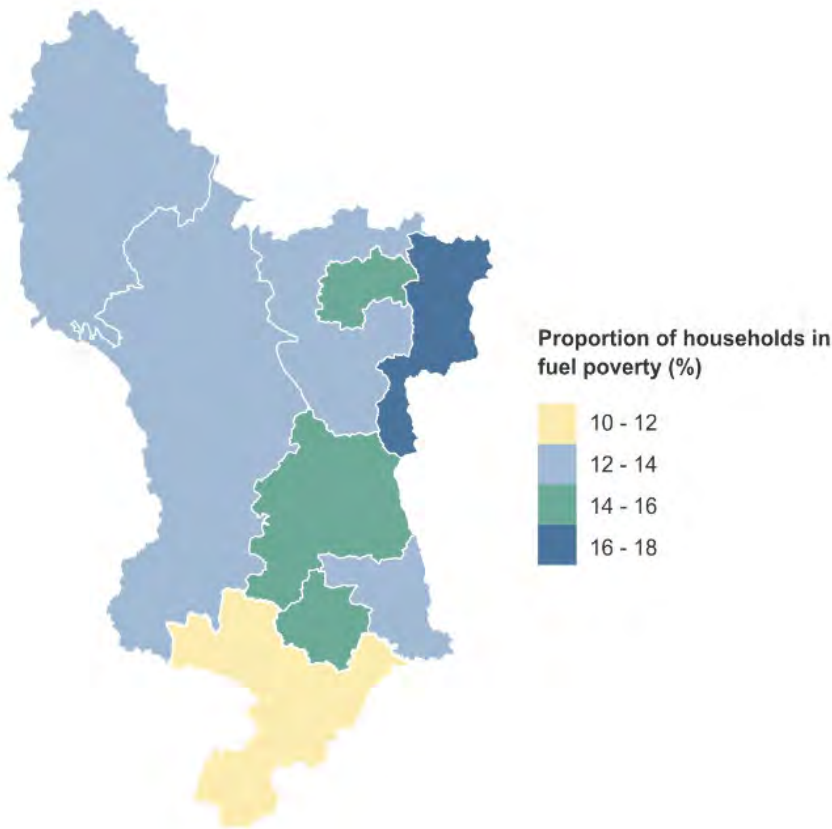 Proportion of households in
fuel poverty (%)
10 - 12
12 - 14
14 - 16
16 - 18